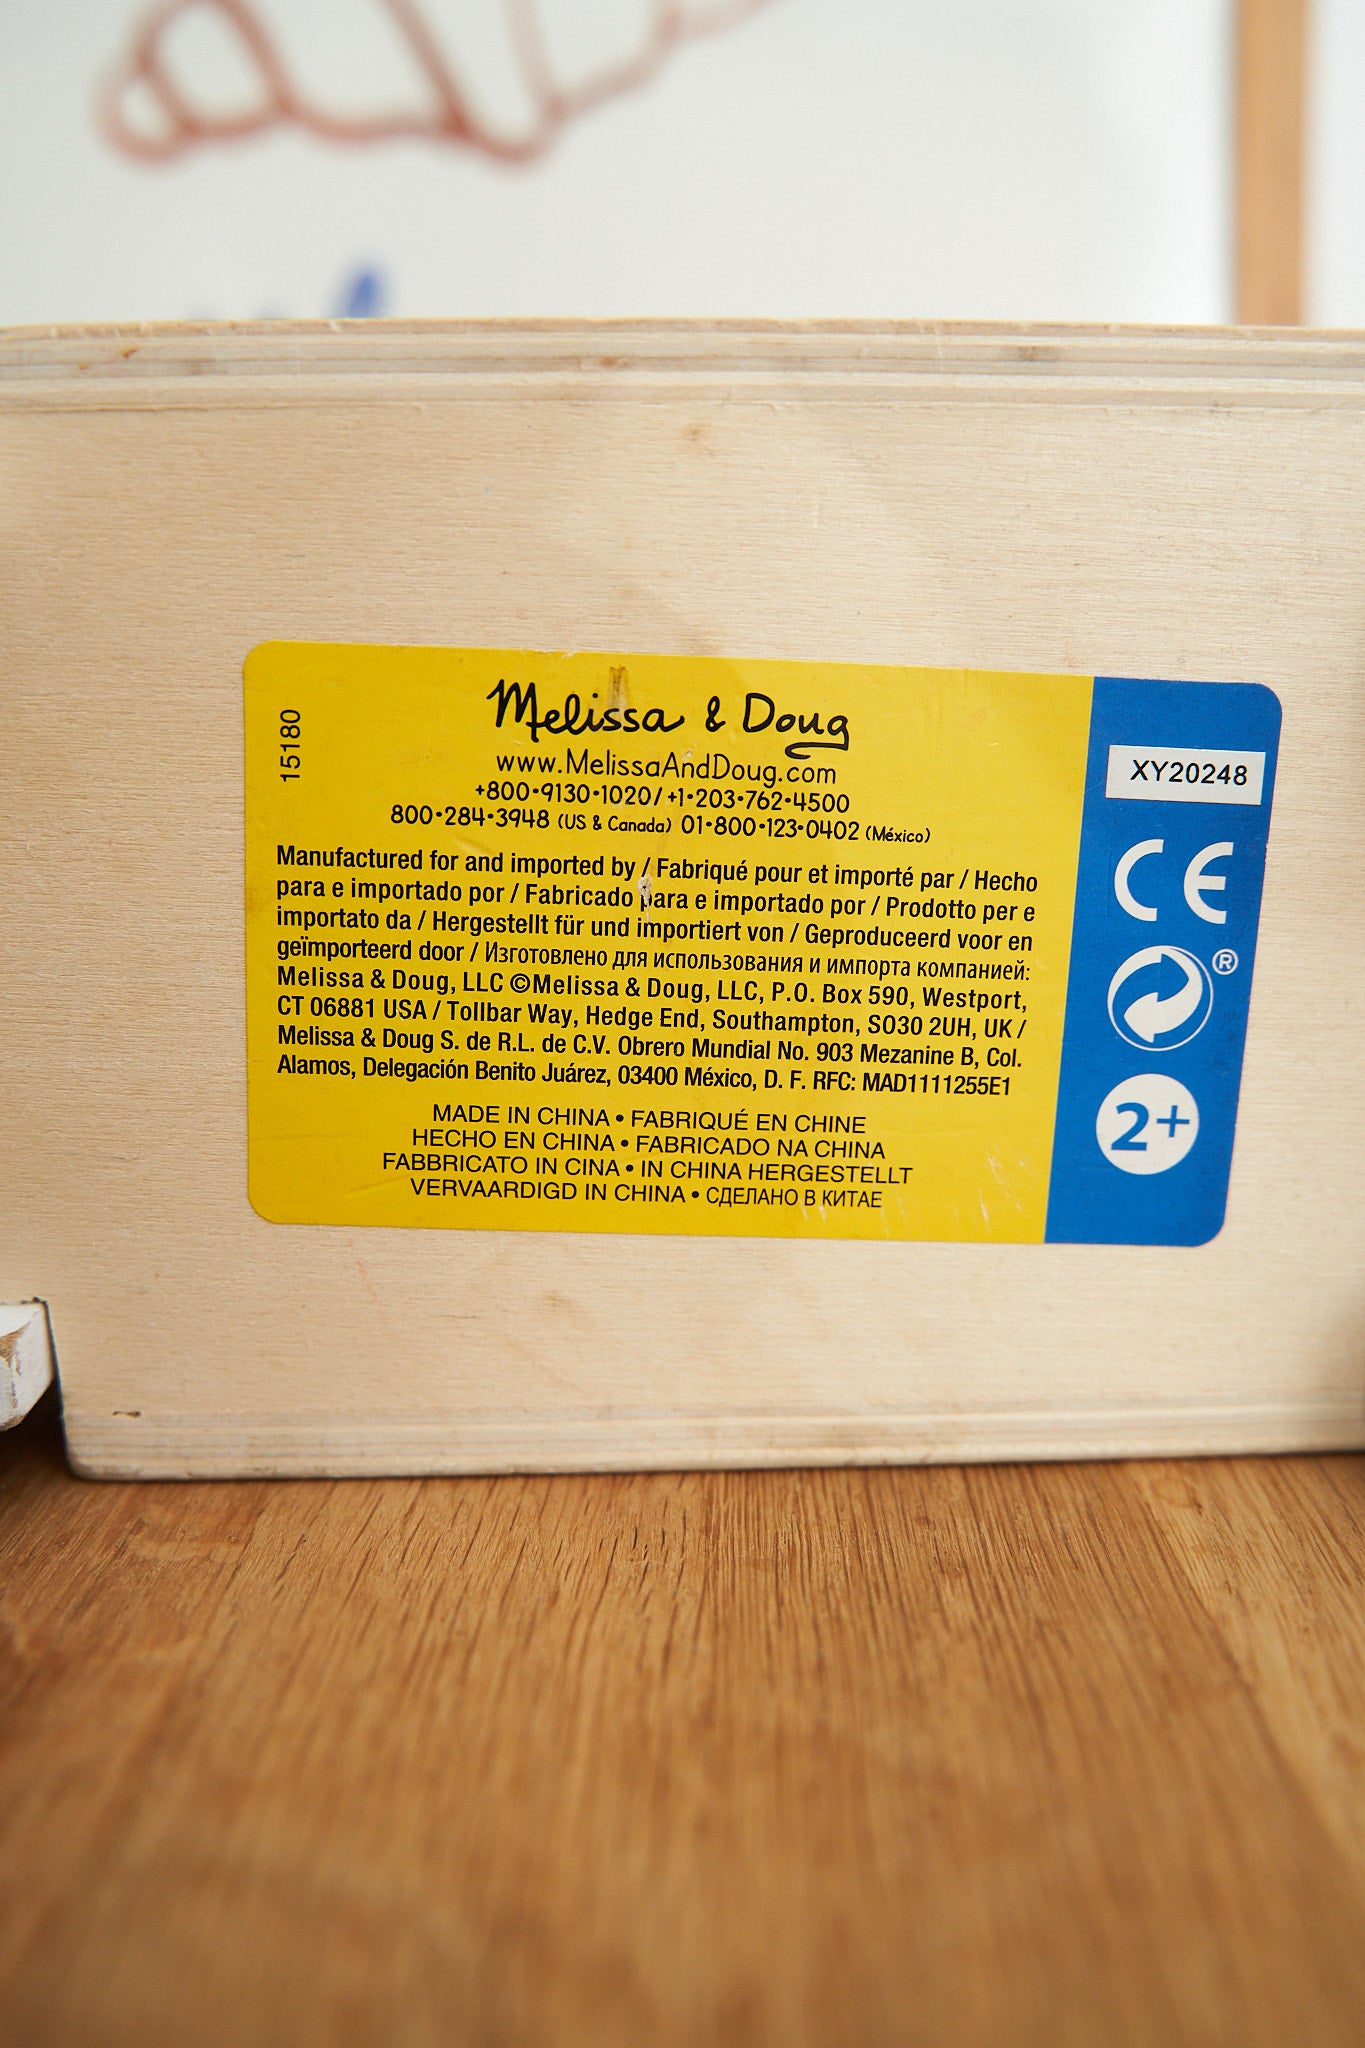 15180
Melissa & Doug
www.MelissaAndDoug.com
+800•9130•1020/+1•203•762•4500
800•284•3948 (US & Canada) 01•800•123•0402 (México)
Manufactured for and imported by / Fabriqué pour et importé par / Hecho
para e importado por / Fabricado para e importado por / Prodotto per e
importato da / Hergestellt für und importiert von / Geproduceerd voor en
geïmporteerd door / Изготовлено для использования и импорта компанией:
Melissa & Doug, LLC ©Melissa & Doug, LLC, P.O. Box 590, Westport,
CT 06881 USA / Tollbar Way, Hedge End, Southampton, SO30 2UH, UK /
Melissa & Doug S. de R.L. de C.V. Obrero Mundial No. 903 Mezanine B, Col.
Alamos, Delegación Benito Juárez, 03400 México, D. F. RFC: MAD1111255E1
MADE IN CHINA • FABRIQUÉ EN CHINE
HECHO EN CHINA • FABRICADO NA CHINA
FABBRICATO IN CINA • IN CHINA HERGESTELLT
VERVAARDIGD IN CHINA • СДЕЛАНО В КИТАЕ
XY20248
CE
®
2+